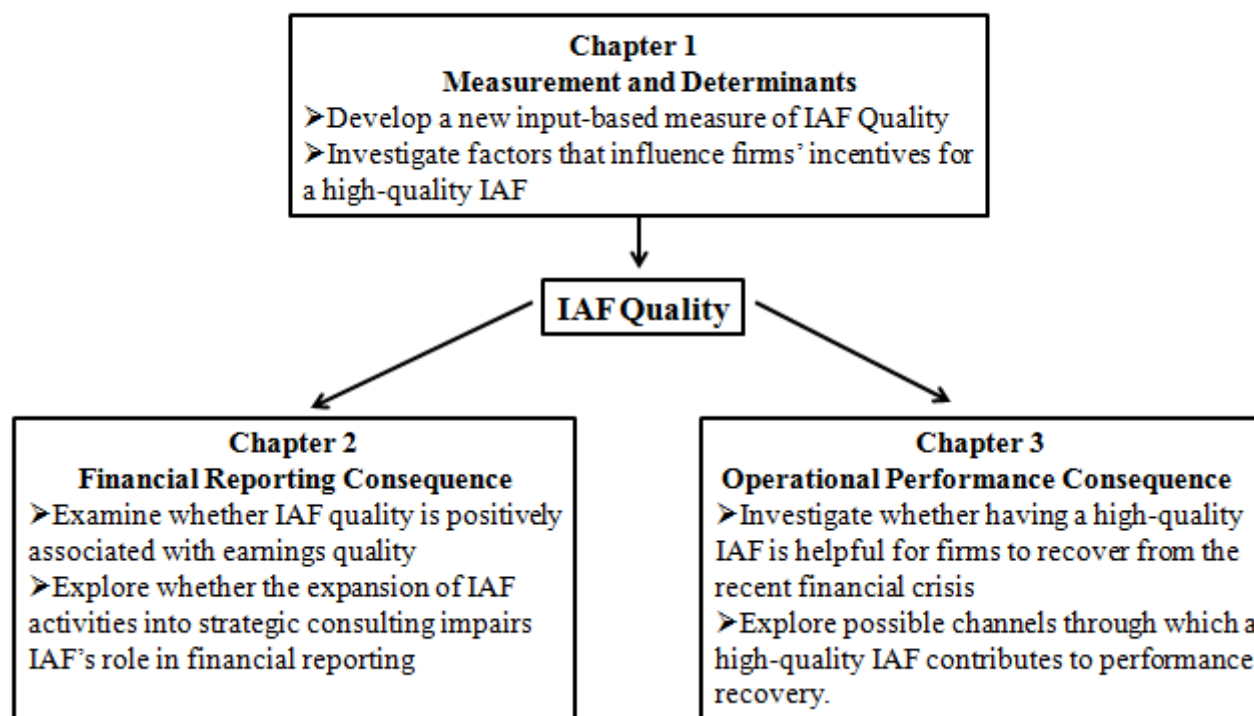 Chapter 1
Measurement and Determinants
➤Develop a new input-based measure of IAF Quality
➤Investigate factors that influence firms’ incentives for
a high-quality IAF
IAF Quality
Chapter 2
Financial Reporting Consequence
➤Examine whether IAF quality is positively
associated with earnings quality
➤Explore whether the expansion of IAF
activities into strategic consulting impairs
IAF’s role in financial reporting
Chapter 3
Operational Performance Consequence
➤Investigate whether having a high-quality
IAF is helpful for firms to recover from the
recent financial crisis
➤Explore possible channels through which a
high-quality IAF contributes to performance
recovery.